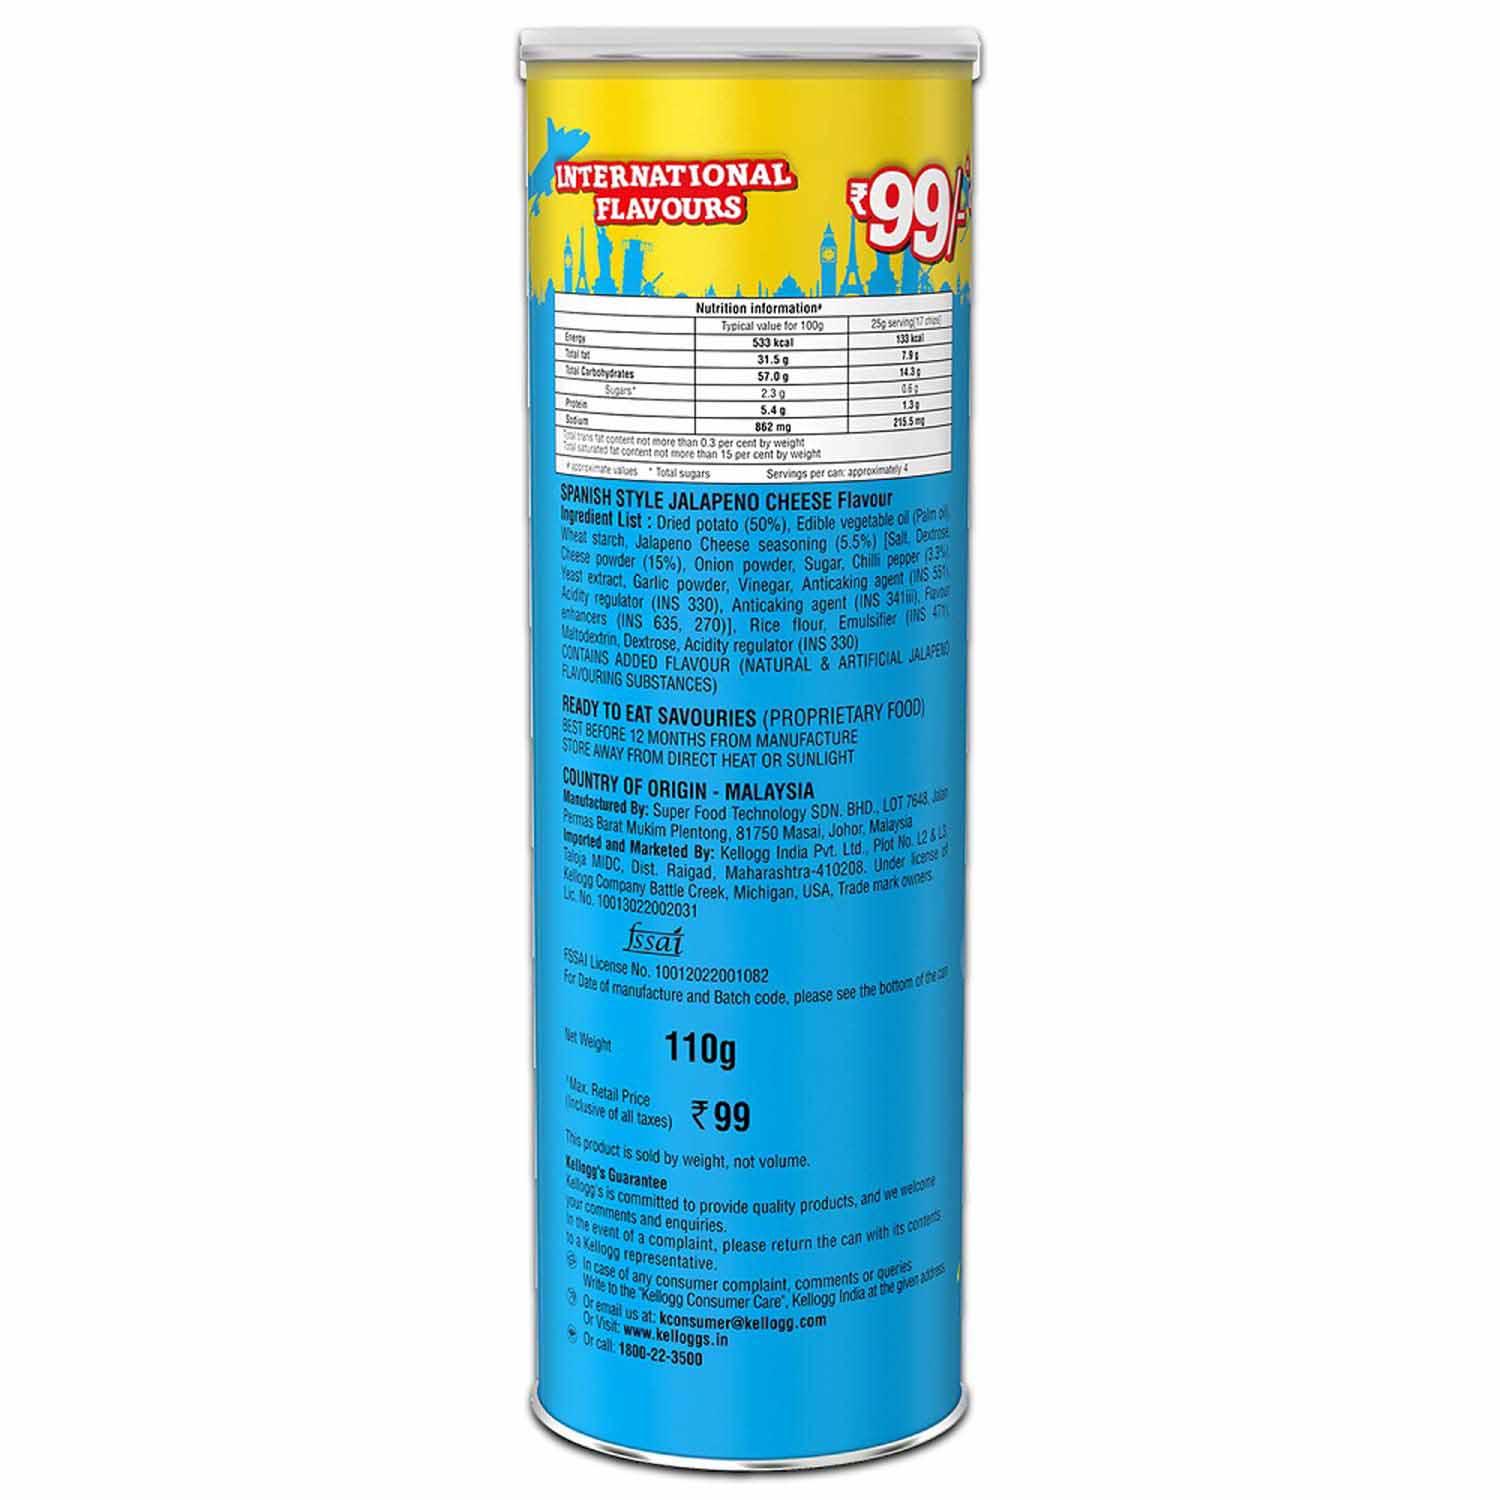 INTERNATIONAL
FLAVOURS
₹99/-*
Nutrition information#
Typical value for 100g 25g serving(17 chips)
Energy 533 kcal 133 kcal
Total fat 31.5 g 7.9 g
Total Carbohydrates 57.0 g 14.3 g
Sugars* 2.3 g 0.6 g
Protein 5.4 g 1.3 g
Sodium 862 mg 215.5 mg
Total trans fat content not more than 0.3 per cent by weight
Total saturated fat content not more than 15 per cent by weight
# approximate values * Total sugars Servings per can: approximately 4
SPANISH STYLE JALAPENO CHEESE Flavour
Ingredient List : Dried potato (50%), Edible vegetable oil (Palm oil),
Wheat starch, Jalapeno Cheese seasoning (5.5%) [Salt, Dextrose,
Cheese powder (15%), Onion powder, Sugar, Chilli pepper (3.3%),
Yeast extract, Garlic powder, Vinegar, Anticaking agent (INS 551),
Acidity regulator (INS 330), Anticaking agent (INS 341iii), Flavour
enhancers (INS 635, 270)], Rice flour, Emulsifier (INS 471),
Maltodextrin, Dextrose, Acidity regulator (INS 330)
CONTAINS ADDED FLAVOUR (NATURAL & ARTIFICIAL JALAPENO
FLAVOURING SUBSTANCES)
READY TO EAT SAVOURIES (PROPRIETARY FOOD)
BEST BEFORE 12 MONTHS FROM MANUFACTURE
STORE AWAY FROM DIRECT HEAT OR SUNLIGHT
COUNTRY OF ORIGIN - MALAYSIA
Manufactured By: Super Food Technology SDN. BHD., LOT 7648, Jalan
Permas Barat Mukim Plentong, 81750 Masai, Johor, Malaysia
Imported and Marketed By: Kellogg India Pvt. Ltd., Plot No. L2 & L3,
Taloja MIDC, Dist. Raigad, Maharashtra-410208. Under license of
Kellogg Company Battle Creek, Michigan, USA, Trade mark owners.
Lic. No. 10013022002031
fssai
FSSAI License No. 10012022001082
For Date of manufacture and Batch code, please see the bottom of the can
Net Weight 110g
*Max. Retail Price
(Inclusive of all taxes) ₹ 99
This product is sold by weight, not volume.
Kellogg's Guarantee
Kellogg's is committed to provide quality products, and we welcome
your comments and enquiries.
In the event of a complaint, please return the can with its contents
to a Kellogg representative.
In case of any consumer complaint, comments or queries
Write to the "Kellogg Consumer Care", Kellogg India at the given address.
Or email us at: kconsumer@kellogg.com
Or Visit: www.kelloggs.in
Or call: 1800-22-3500